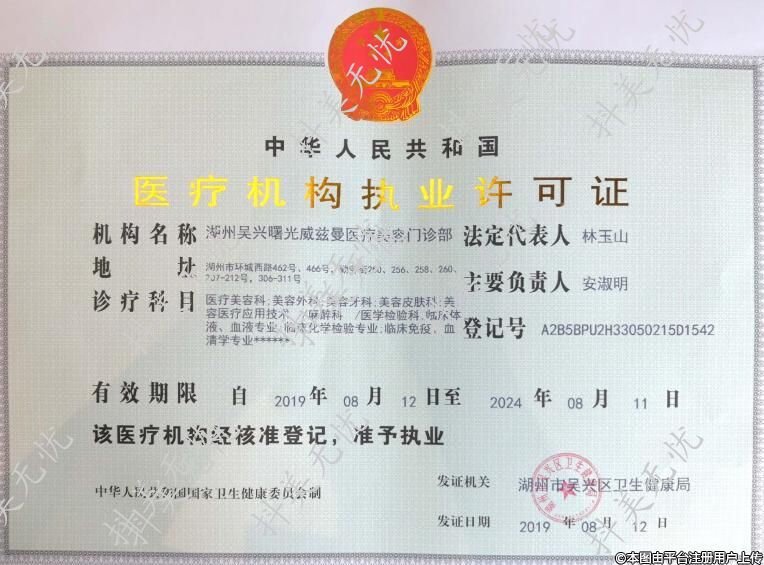 中华人民共和国
医疗机构执业许可证
机构名称 湖州吴兴曙光威兹曼医疗美容门诊部 法定代表人 林玉山
地 址 湖州市环城西路462号、466号, 250、256、258、260、
207-212号，306-311号
主要负责人 安淑明
诊疗科目 医疗美容科;美容外科;美容牙科;美容皮肤科;美
容医疗应用技术 /麻醉科 /医学检验科;临床体
液、血液专业;临床化学检验专业;临床免疫、血
清学专业******
登记号 A2B5BPU2H33050215D1542
有效期限 自 2019 年 08 月 12 日至 2024 年 08 月 11 日
该医疗机构经核准登记，准予执业
中华人民共和国国家卫生健康委员会制
发证机关 湖州市吴兴区卫生健康局
发证日期 2019 年 08 月 12 日
抖美无忧
©本图由平台注册用户上传